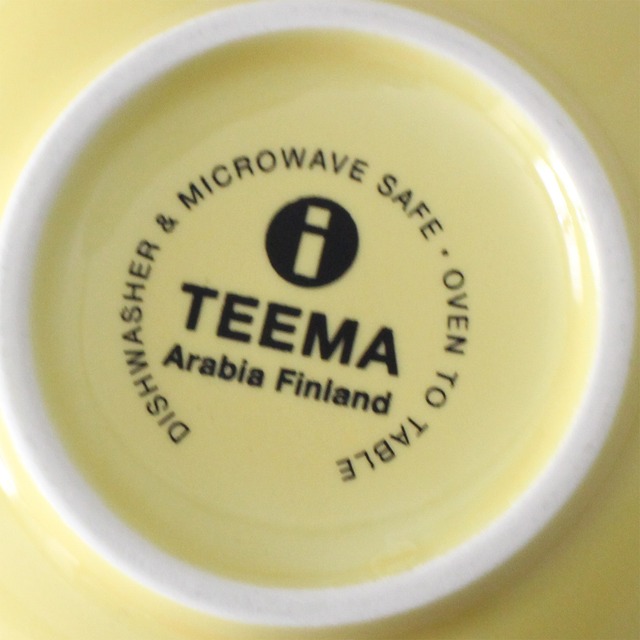 DISHWASHER & MICROWAVE SAFE · OVEN TO TABLE
i
TEEMA
Arabia Finland